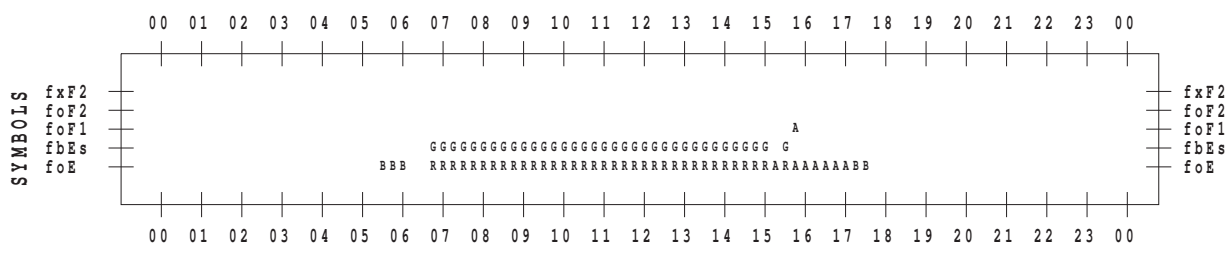 00 01 02 03 04 05 06 07 08 09 10 11 12 13 14 15 16 17 18 19 20 21 22 23 00
SYMBOLS
fxF2 fxF2
foF2 foF2
foF1 A foF1
fbEs GGGGGGGGGGGGGGGGGGGGGGGGGGGGGGGGGG G fbEs
foE BBB RRRRRRRRRRRRRRRRRRRRRRRRRRRRRRRRRRARAAAAAABB foE
00 01 02 03 04 05 06 07 08 09 10 11 12 13 14 15 16 17 18 19 20 21 22 23 00